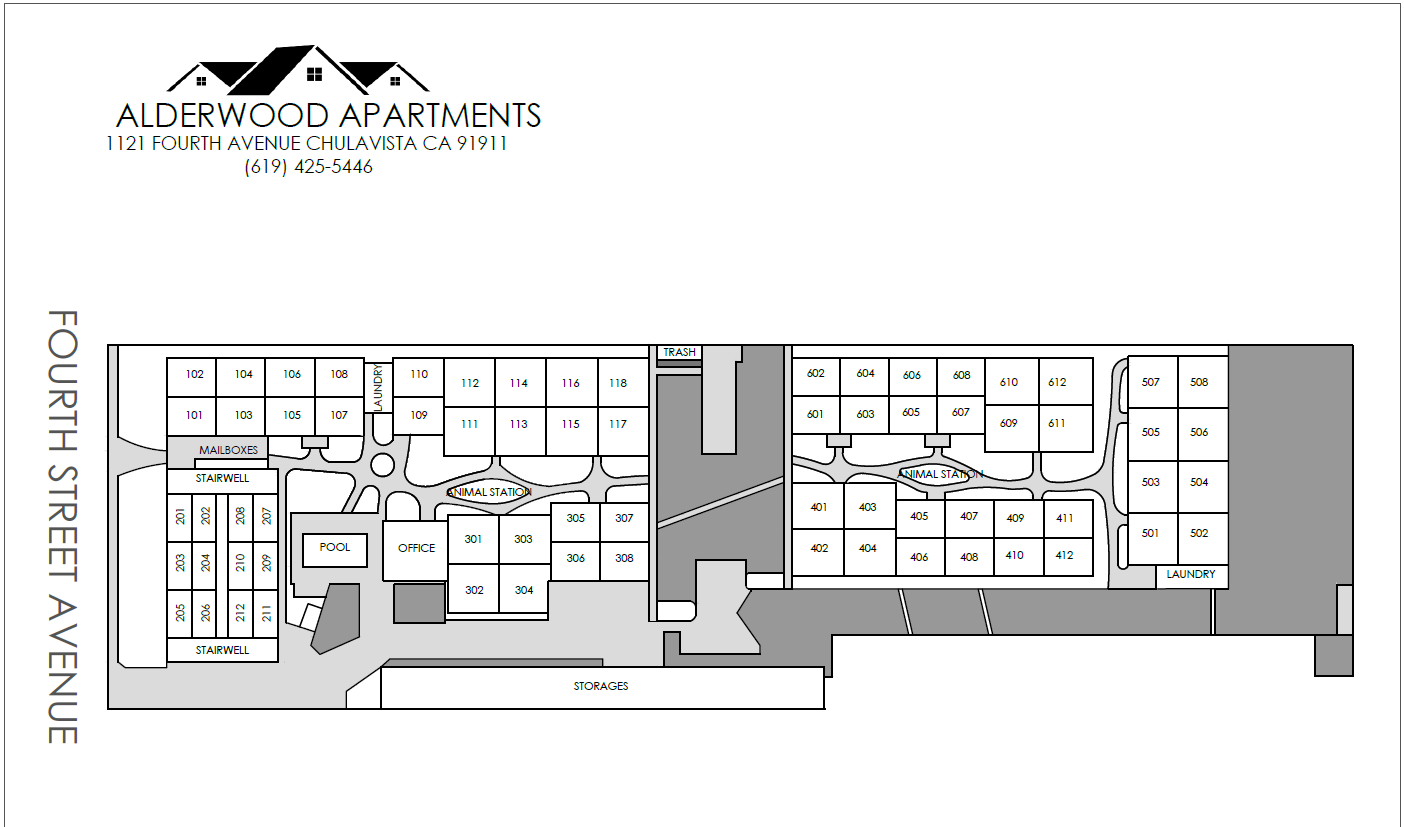 ALDERWOOD APARTMENTS
1121 FOURTH AVENUE CHULAVISTA CA 91911
(619) 425-5446
FOURTH STREET AVENUE
102 104 106 108
101 103 105 107
LAUNDRY
110
109
112 114 116 118
111 113 115 117
MAILBOXES
STAIRWELL
201 202 208 207
203 204 210 209
205 206 212 211
STAIRWELL
POOL
OFFICE
ANIMAL STATION
301 303
302 304
305 307
306 308
TRASH
STORAGES
602 604 606 608
601 603 605 607
610 612
609 611
ANIMAL STATION
401 403
402 404
405 407 409 411
406 408 410 412
507 508
505 506
503 504
501 502
LAUNDRY